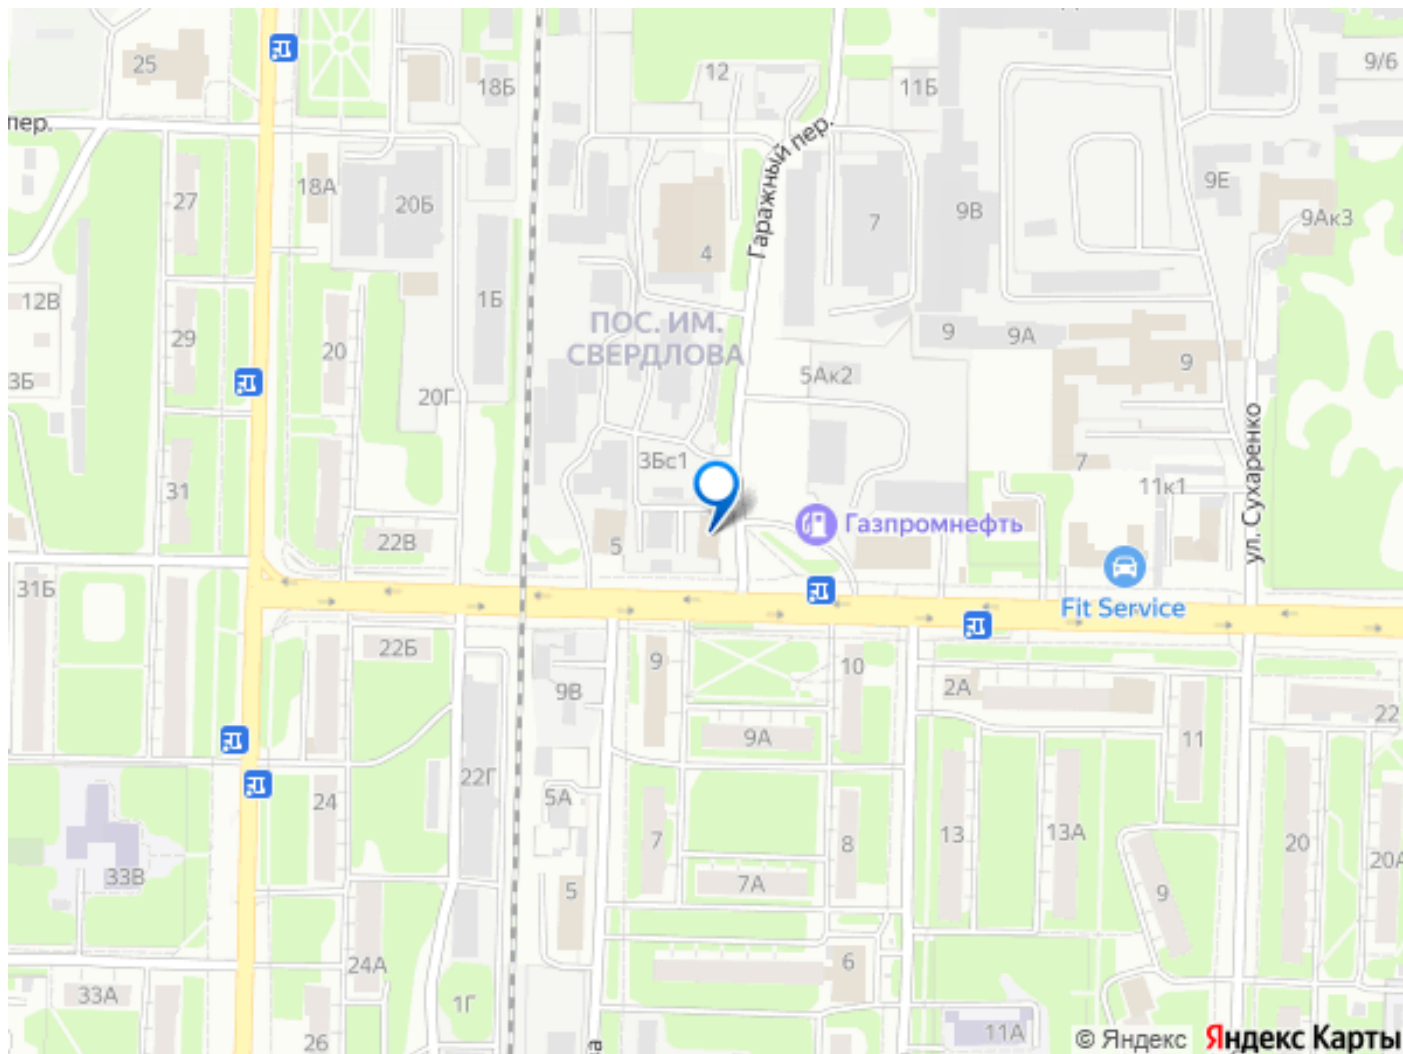 25
18Б
12
11Б
9/6
пер.
Гаражный пер.
18А
20Б
27
7
9В
9Е
9Ак3
4
12В
1Б
ПОС. ИМ.
СВЕРДЛОВА
29
20
9
9А
9
3Б
20Г
5Ак2
ул. Сухаренко
31
3Бс1
7
11к1
22В
5
Газпромнефть
31Б
Fit Service
22Б
9
10
9В
2А
22
9А
11
22Г
24
5А
7
8
13
13А
20
20А
33В
7А
5
9
24А
6
33А
1Г
26
11А
© Яндекс
Яндекс Карты